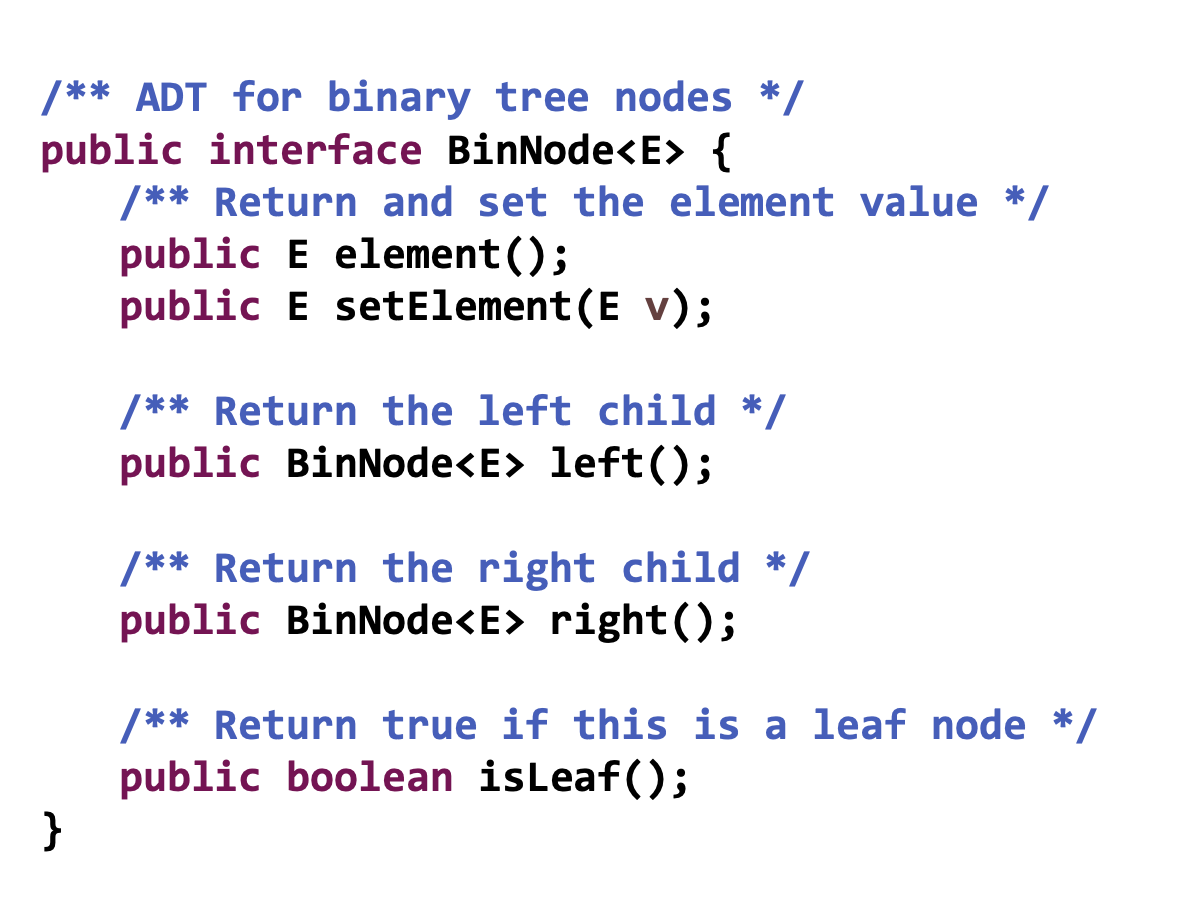 /** ADT for binary tree nodes */
public interface BinNode<E> {
/** Return and set the element value */
public E element();
public E setElement(E v);
/** Return the left child */
public BinNode<E> left();
/** Return the right child */
public BinNode<E> right();
/** Return true if this is a leaf node */
public boolean isLeaf();
}